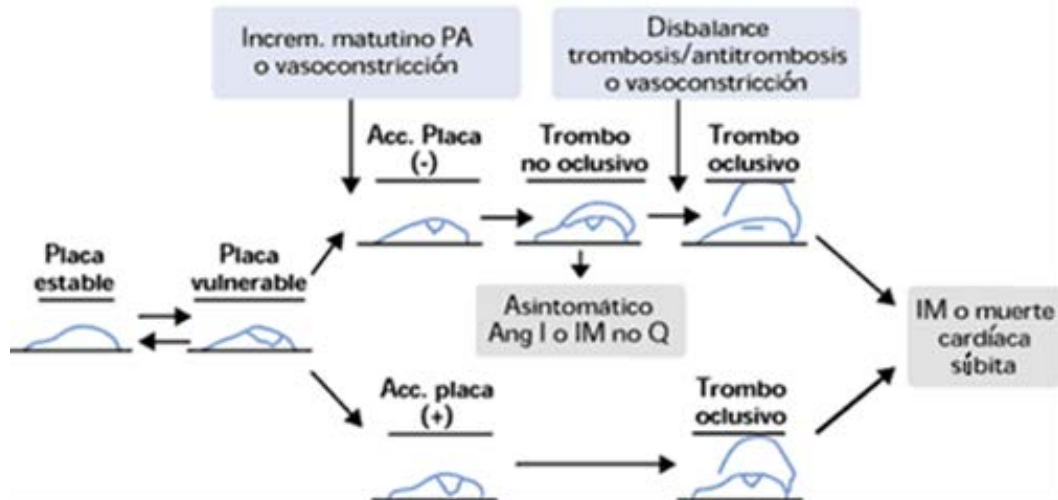 Increm. matutino PA
o vasoconstricción
Disbalance
trombosis/antitrombosis
o vasoconstricción
Acc. Placa
(-)
Trombo
no oclusivo
Trombo
oclusivo
Placa
estable
Placa
vulnerable
Asintomático
Ang I o IM no Q
IM o muerte
cardíaca
súbita
Acc. placa
(+)
Trombo
oclusivo